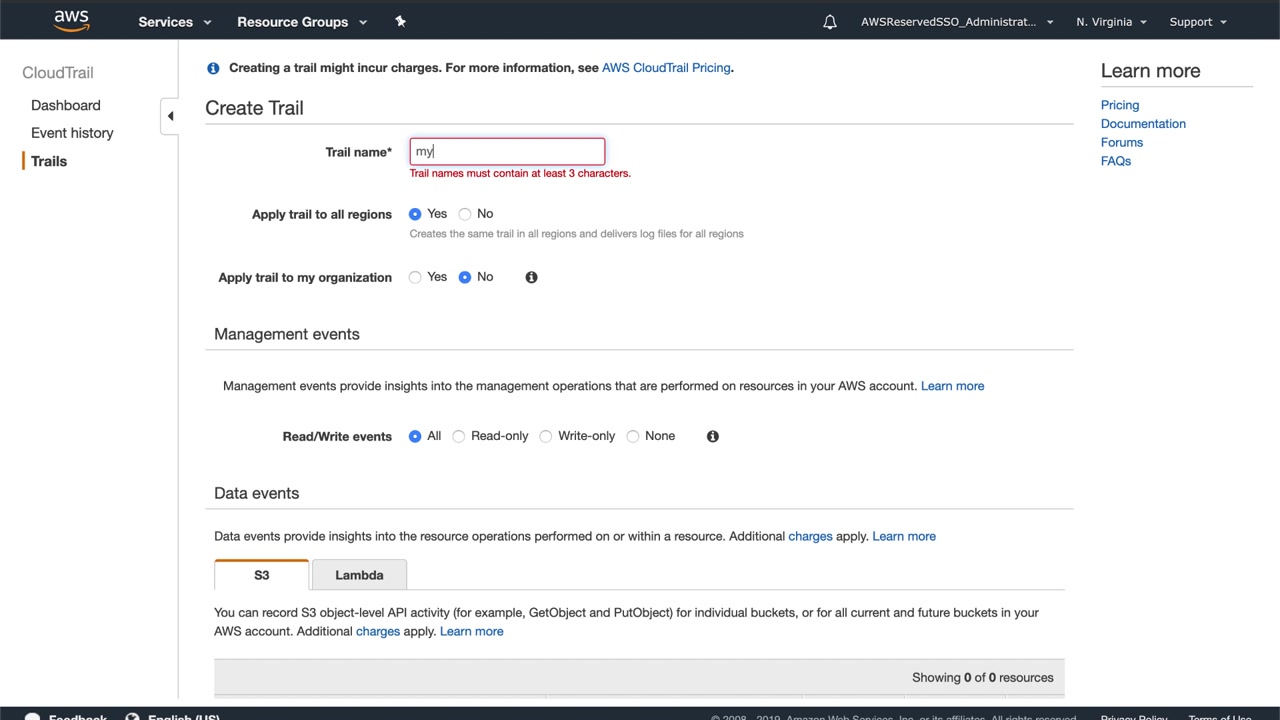 aws
Services
Resource Groups
AWSReservedSSO_Administrat...
N. Virginia
Support
CloudTrail
Dashboard
Event history
Trails
Creating a trail might incur charges. For more information, see AWS CloudTrail Pricing.
Create Trail
Trail name*
my
Trail names must contain at least 3 characters.
Apply trail to all regions
Yes
No
Creates the same trail in all regions and delivers log files for all regions
Apply trail to my organization
Yes
No
Management events
Management events provide insights into the management operations that are performed on resources in your AWS account. Learn more
Read/Write events
All
Read-only
Write-only
None
Data events
Data events provide insights into the resource operations performed on or within a resource. Additional charges apply. Learn more
S3
Lambda
You can record S3 object-level API activity (for example, GetObject and PutObject) for individual buckets, or for all current and future buckets in your
AWS account. Additional charges apply. Learn more
Showing 0 of 0 resources
Learn more
Pricing
Documentation
Forums
FAQs
Feedback
English (US)
© 2008 - 2019, Amazon Web Services, Inc. or its affiliates. All rights reserved.
Privacy Policy
Terms of Use